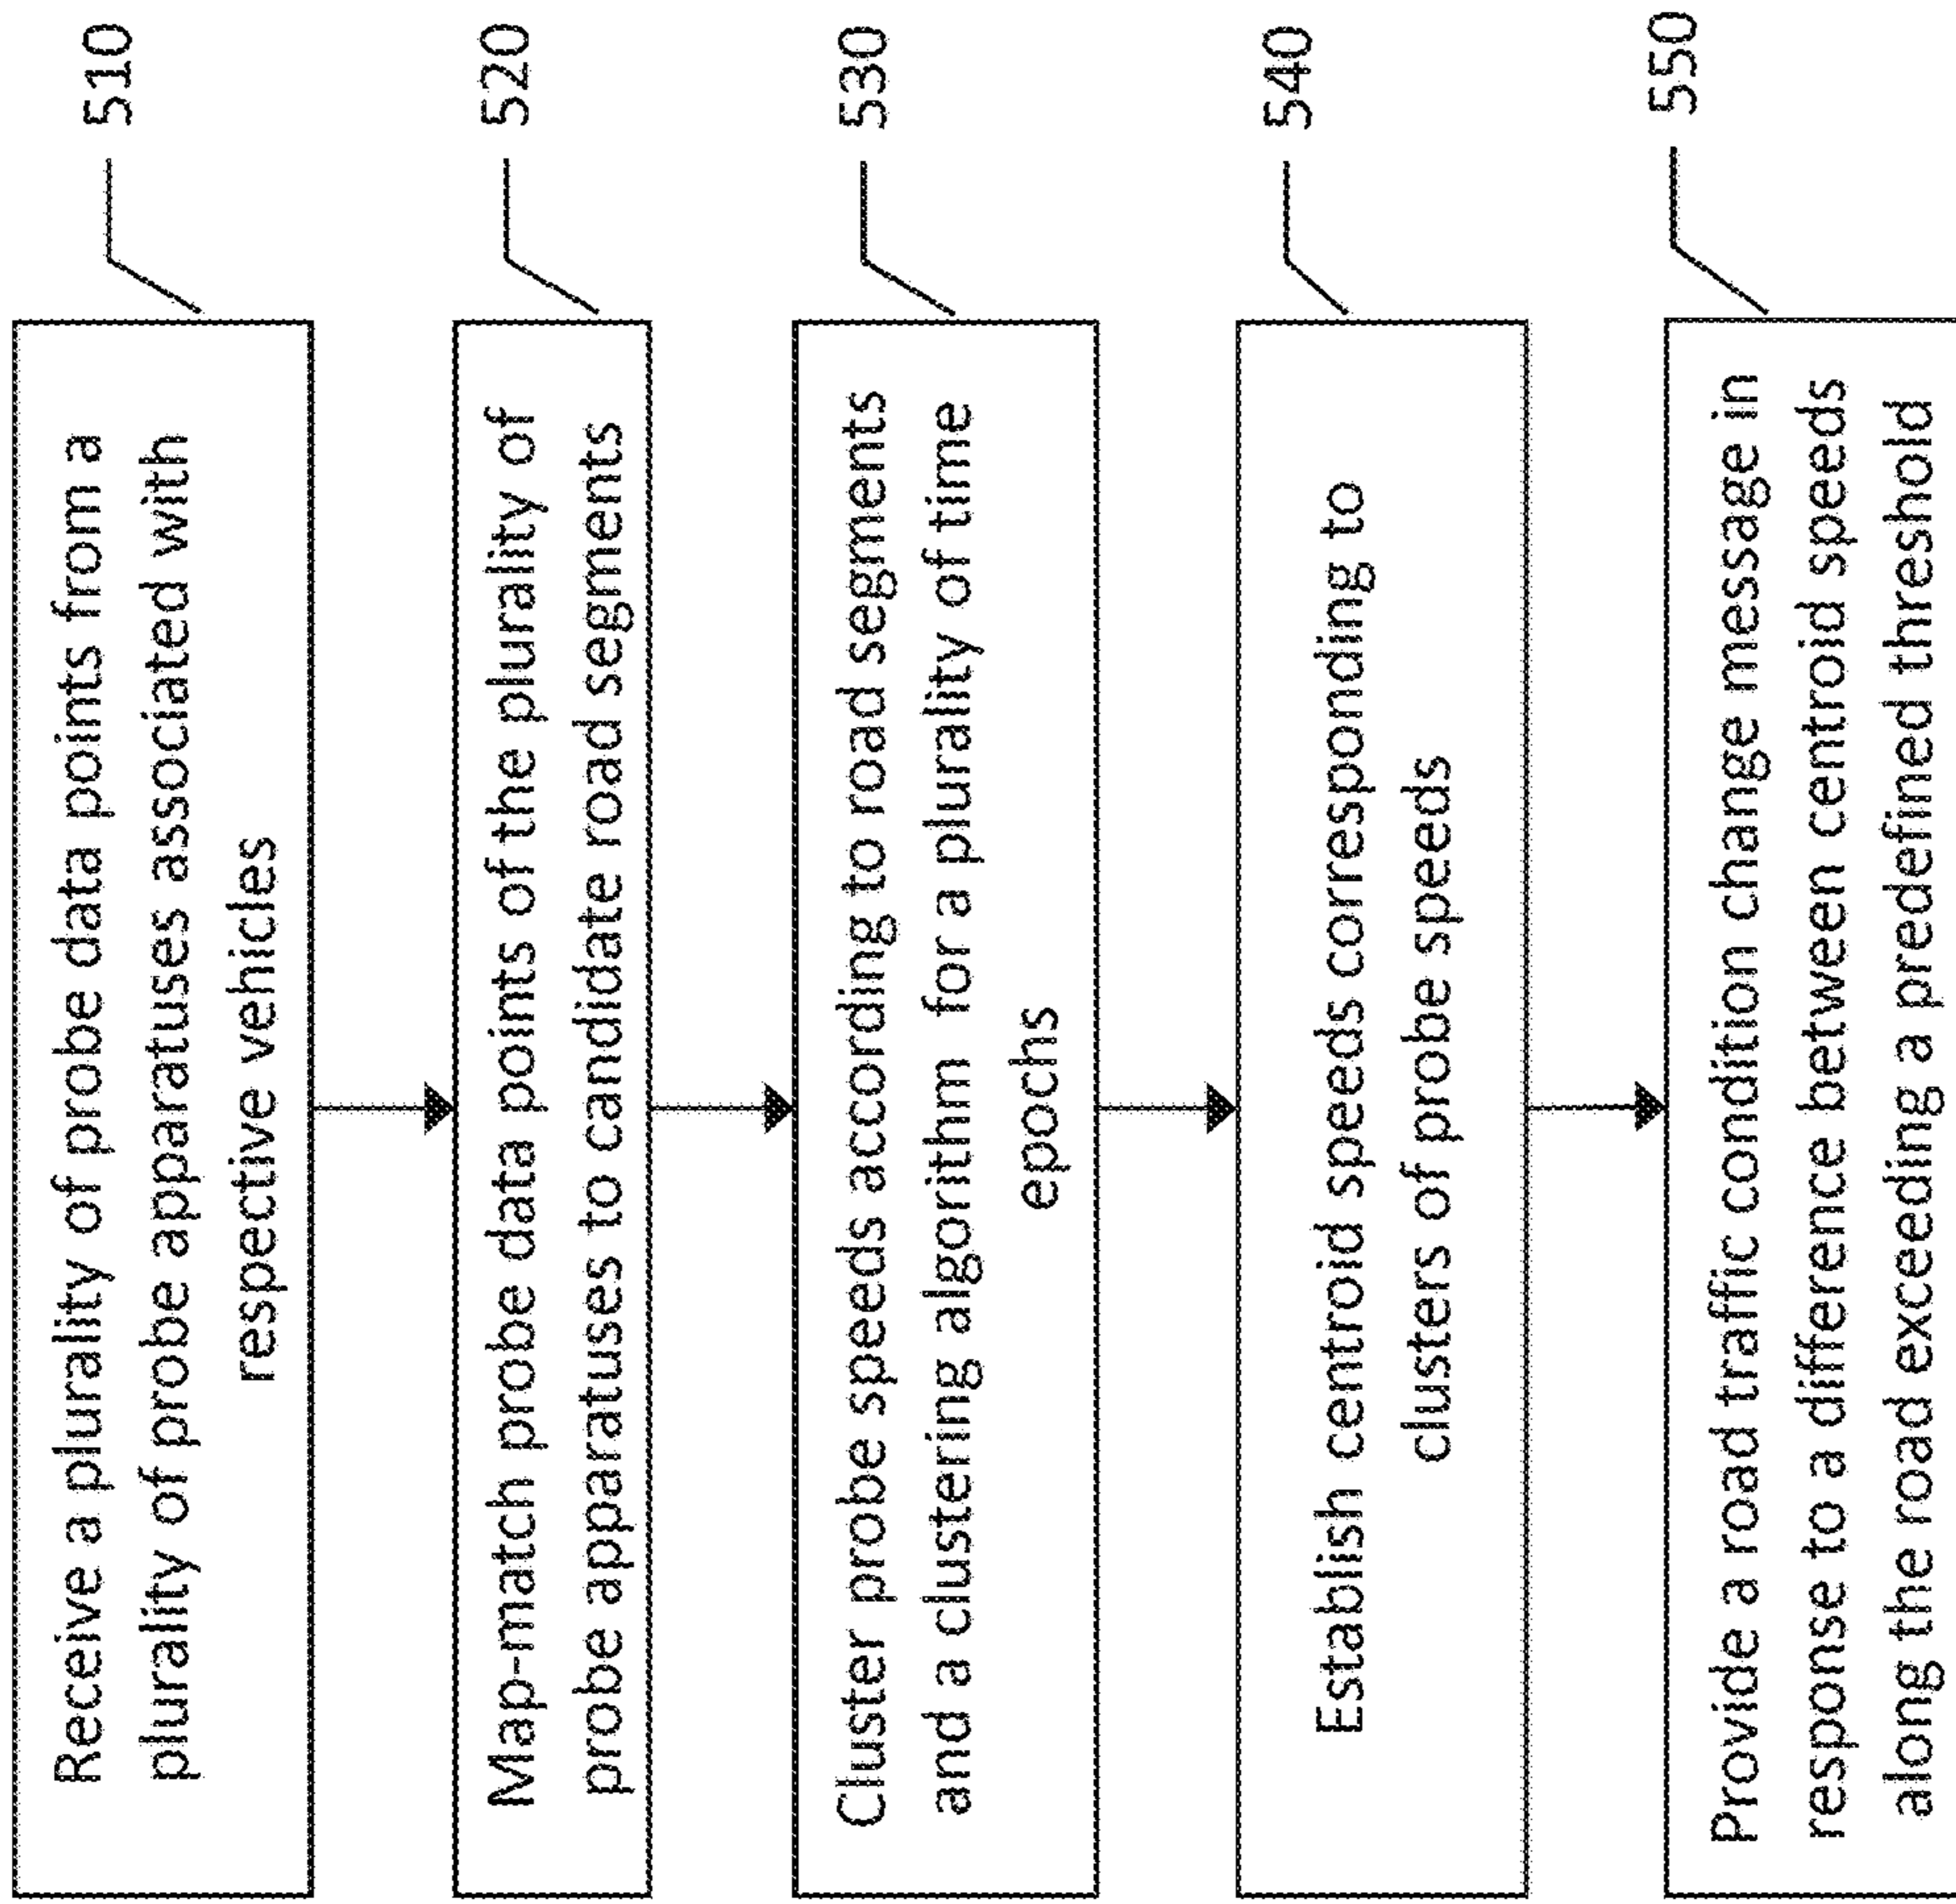 Receive a plurality of probe data points from a
plurality of probe apparatuses associated with
respective vehicles
510
Map-match probe data points of the plurality of
probe apparatuses to candidate road segments
520
Cluster probe speeds according to road segments
and a clustering algorithm for a plurality of time
epochs
530
Establish centroid speeds corresponding to
clusters of probe speeds
540
Provide a road traffic condition change message in
response to a difference between centroid speeds
along the road exceeding a predefined threshold
550